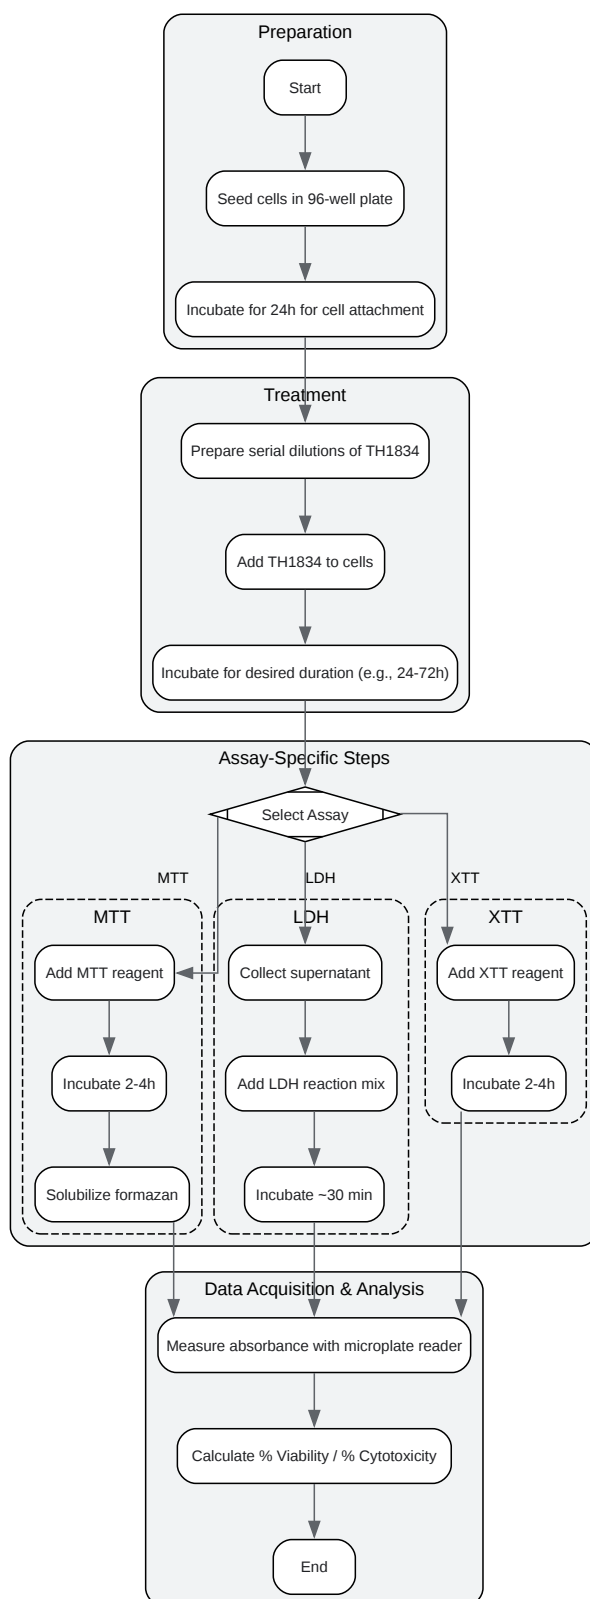 Preparation
Start
Seed cells in 96-well plate
Incubate for 24h for cell attachment
Treatment
Prepare serial dilutions of TH1834
Add TH1834 to cells
Incubate for desired duration (e.g., 24-72h)
Assay-Specific Steps
Select Assay
MTT
LDH
XTT
MTT
Add MTT reagent
Incubate 2-4h
Solubilize formazan
LDH
Collect supernatant
Add LDH reaction mix
Incubate ~30 min
XTT
Add XTT reagent
Incubate 2-4h
Data Acquisition & Analysis
Measure absorbance with microplate reader
Calculate % Viability / % Cytotoxicity
End